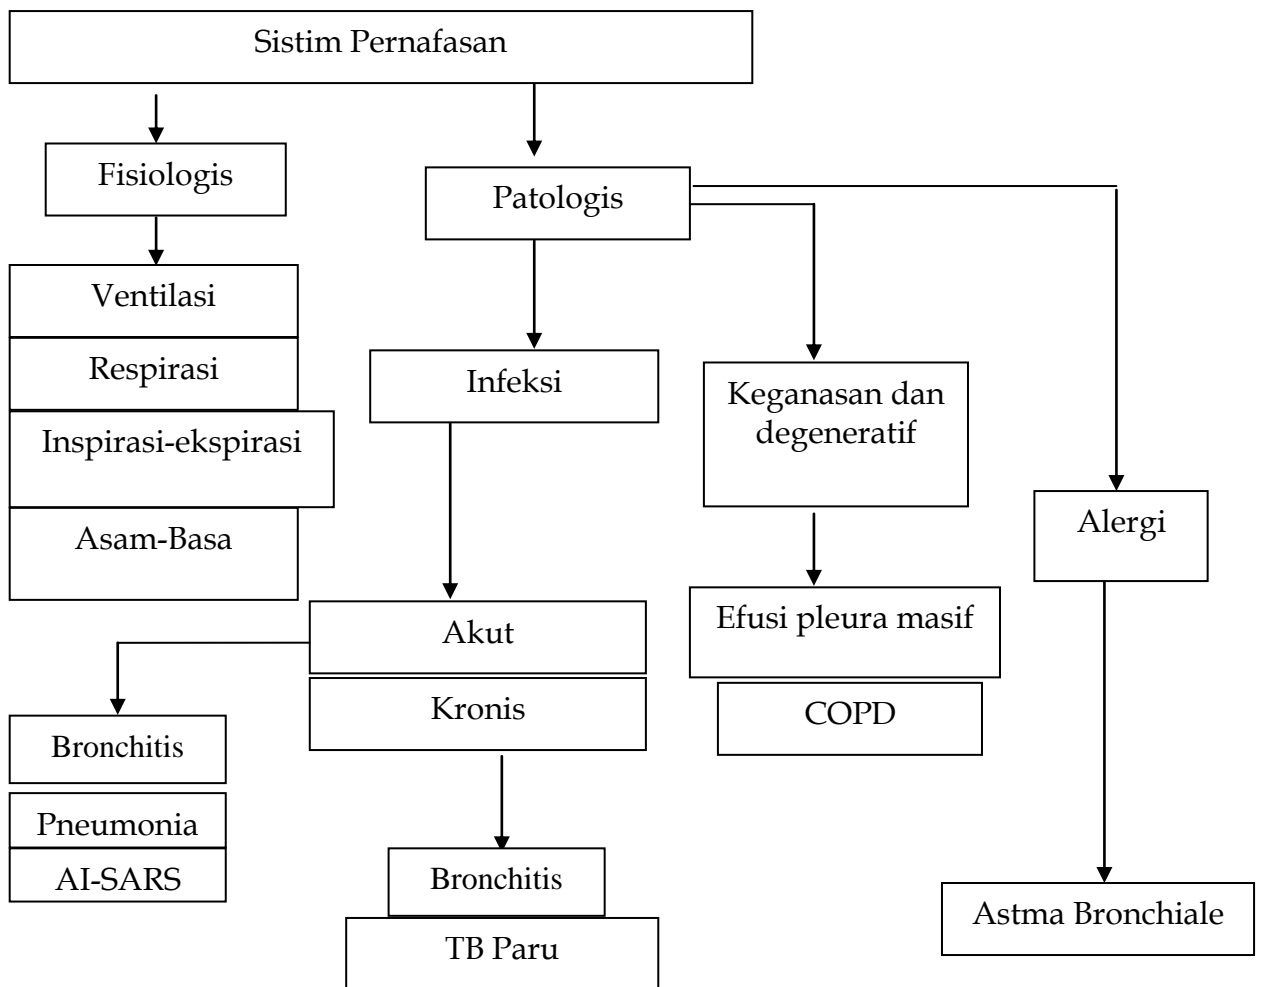 Sistim Pernafasan
Fisiologis
Patologis
Ventilasi
Respirasi
Inspirasi-ekspirasi
Asam-Basa
Infeksi
Keganasan dan
degeneratif
Alergi
Akut
Kronis
Efusi pleura masif
COPD
Bronchitis
Pneumonia
AI-SARS
Bronchitis
TB Paru
Astma Bronchiale